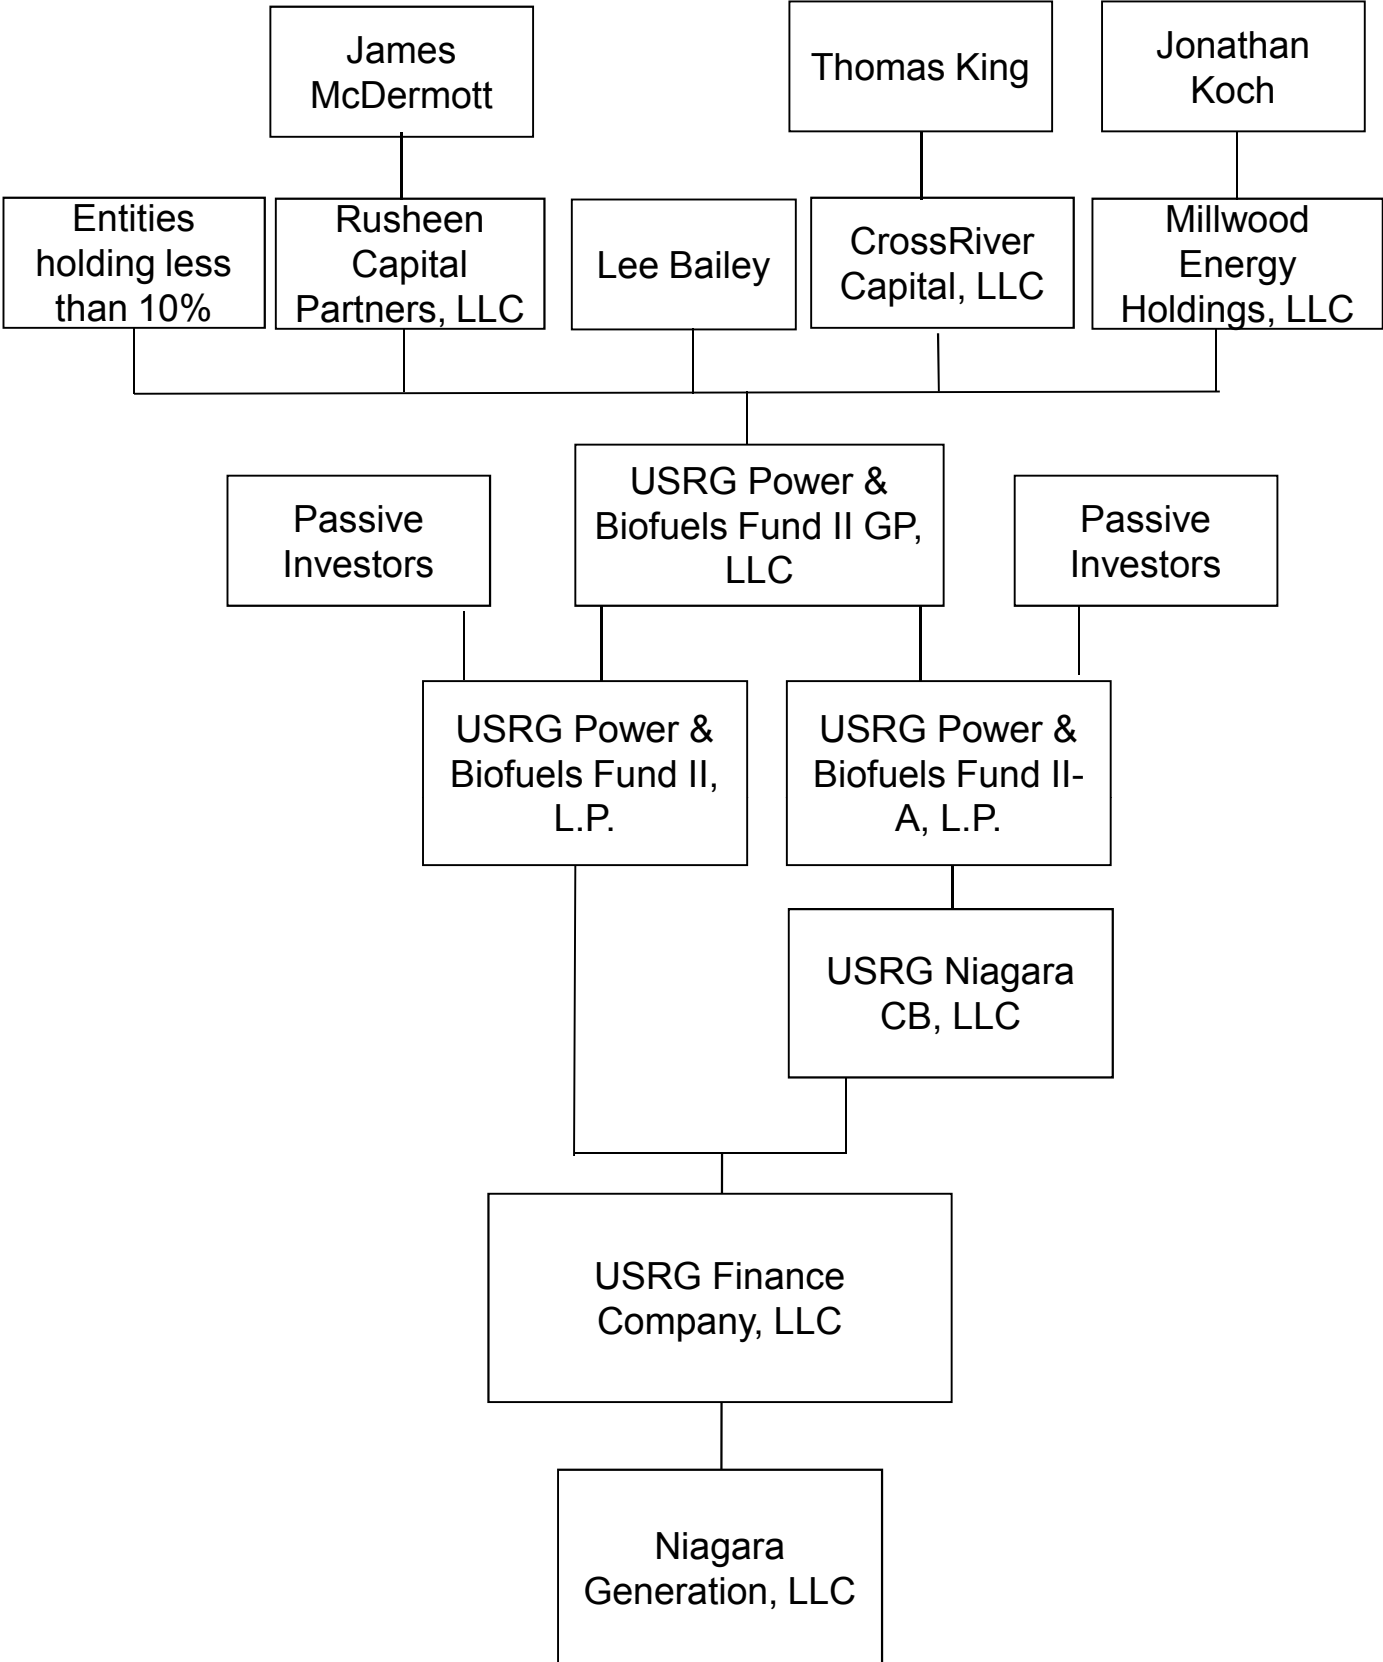 James
McDermott
Thomas King
Jonathan
Koch
Entities
holding less
than 10%
Rusheen
Capital
Partners, LLC
Lee Bailey
CrossRiver
Capital, LLC
Millwood
Energy
Holdings, LLC
Passive
Investors
USRG Power &
Biofuels Fund II GP,
LLC
Passive
Investors
USRG Power &
Biofuels Fund II,
L.P.
USRG Power &
Biofuels Fund II-
A, L.P.
USRG Niagara
CB, LLC
USRG Finance
Company, LLC
Niagara
Generation, LLC